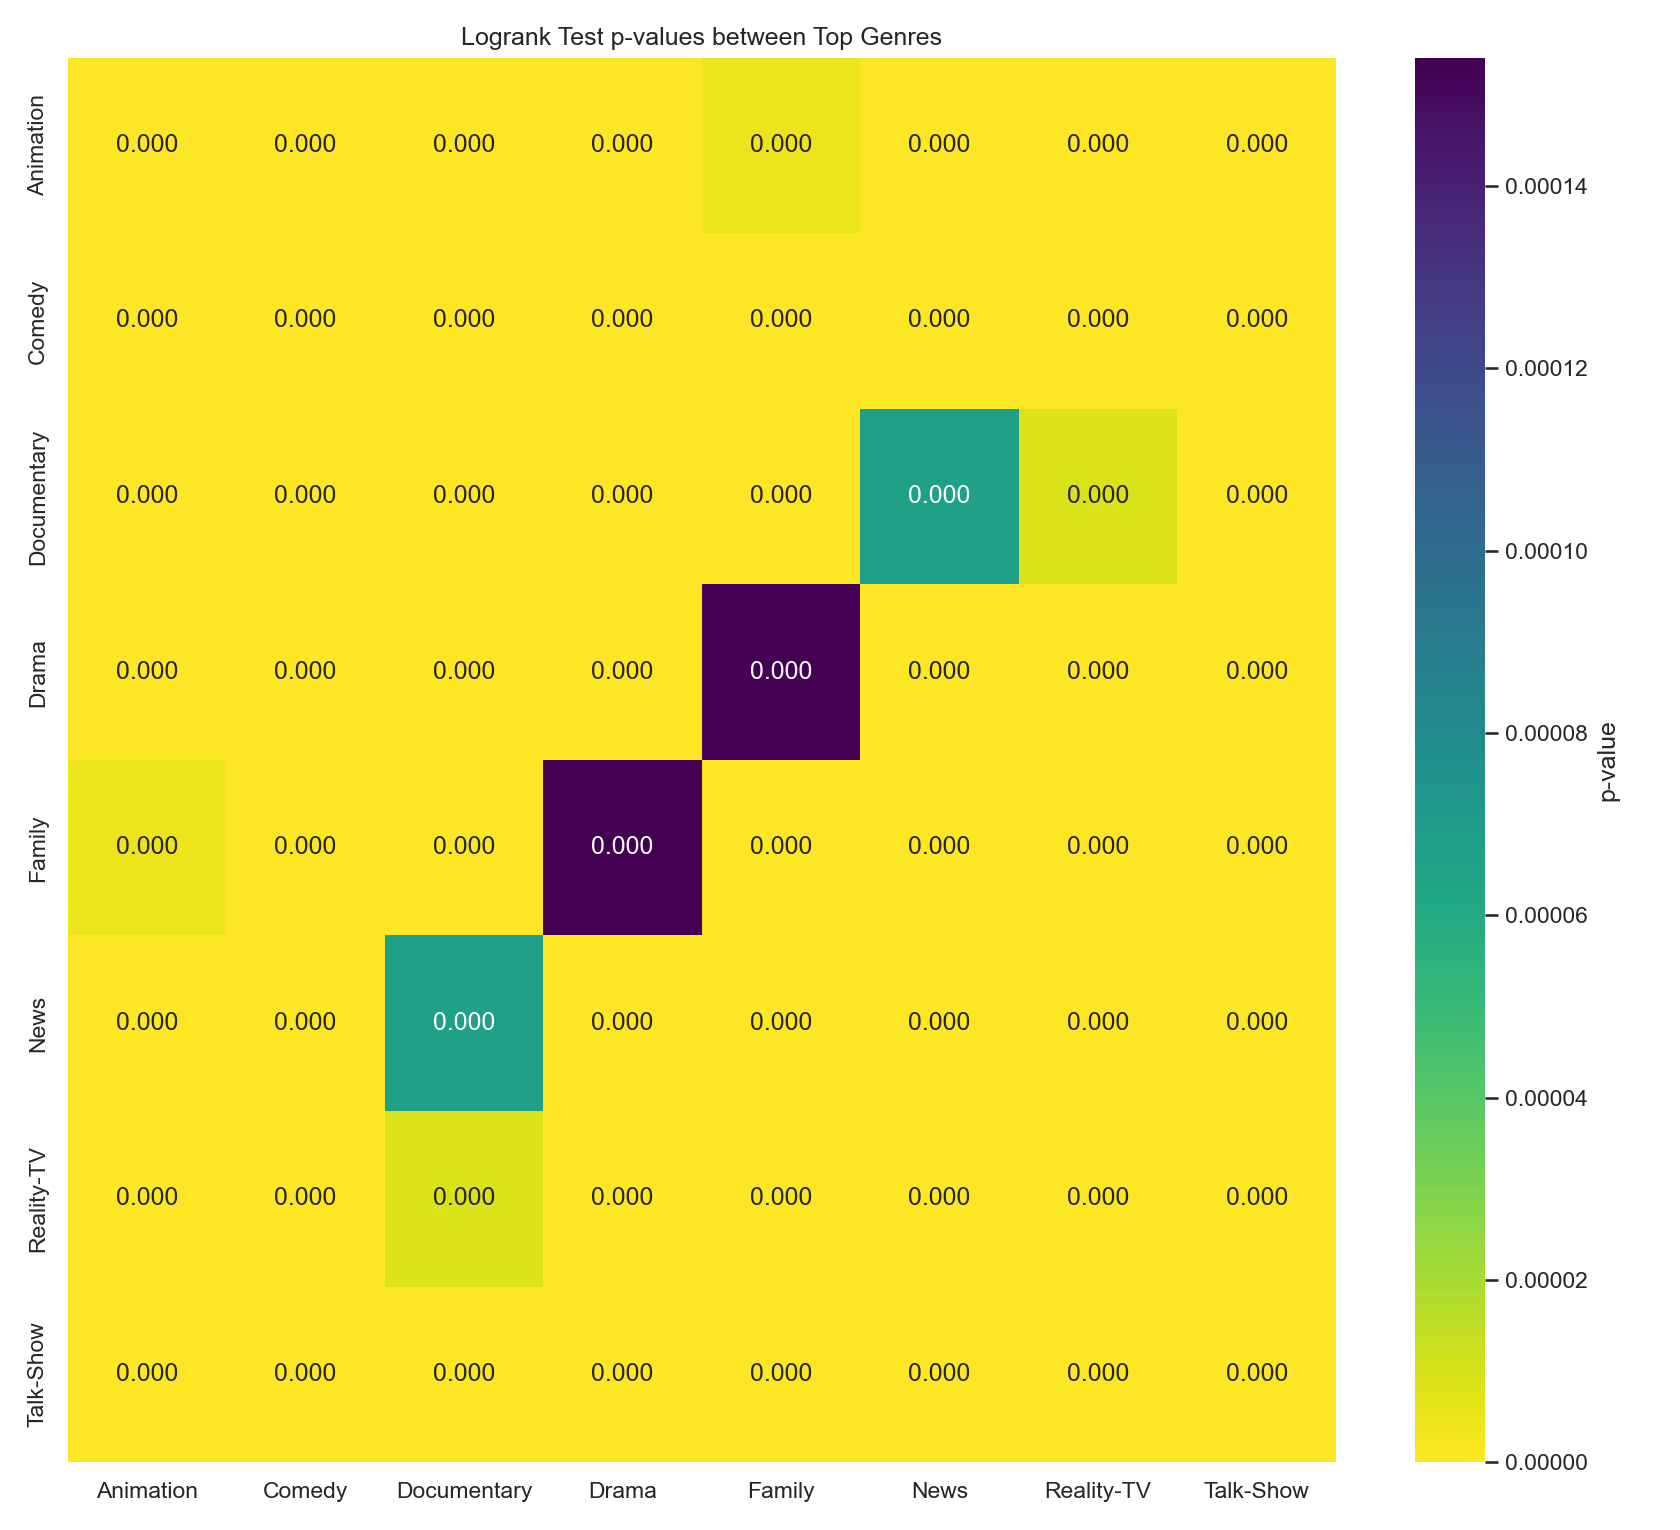 Logrank Test p-values between Top Genres
Animation 0.000 0.000 0.000 0.000 0.000 0.000 0.000 0.000
Comedy 0.000 0.000 0.000 0.000 0.000 0.000 0.000 0.000
Documentary 0.000 0.000 0.000 0.000 0.000 0.000 0.000 0.000
Drama 0.000 0.000 0.000 0.000 0.000 0.000 0.000 0.000
Family 0.000 0.000 0.000 0.000 0.000 0.000 0.000 0.000
News 0.000 0.000 0.000 0.000 0.000 0.000 0.000 0.000
Reality-TV 0.000 0.000 0.000 0.000 0.000 0.000 0.000 0.000
Talk-Show 0.000 0.000 0.000 0.000 0.000 0.000 0.000 0.000
Animation Comedy Documentary Drama Family News Reality-TV Talk-Show
0.00014
0.00012
0.00010
0.00008
0.00006
0.00004
0.00002
0.00000
p-value